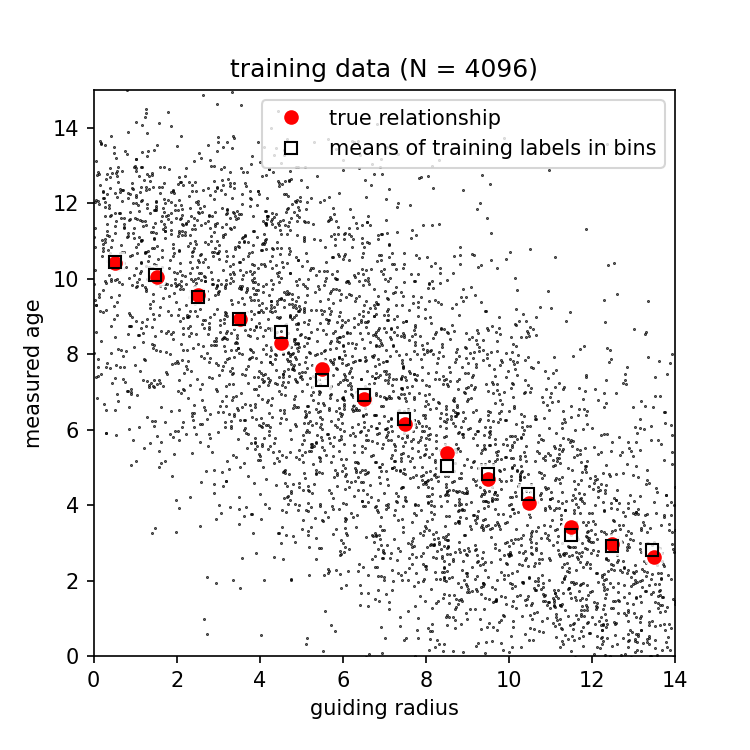 training data (N = 4096)
true relationship
means of training labels in bins
14
12
10
8
6
4
2
0
measured age
0 2 4 6 8 10 12 14
guiding radius